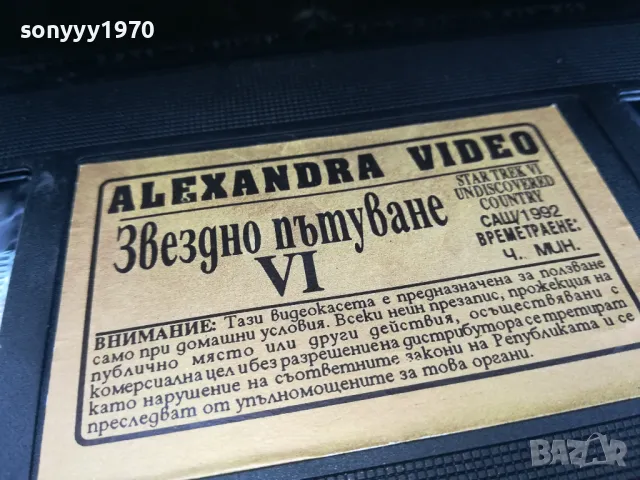 sonyyy1970
ALEXANDRA VIDEO
Звездно пътуване
VI
STAR TREK VI
UNDISCOVERED
COUNTRY
САЩ/1992
ВРЕМЕТРАЕНЕ:
Ч. МИН.
ВНИМАНИЕ: Тази видеокасета е предназначена за ползване
само при домашни условия. Всеки неин презапис, прожекция на
публично място или други действия, осъществявани с
комерсиална цел и без разрешение на дистрибутора се третират
като нарушение на съответните закони на Републиката и се
преследват от упълномощените за това органи.
BAZAR